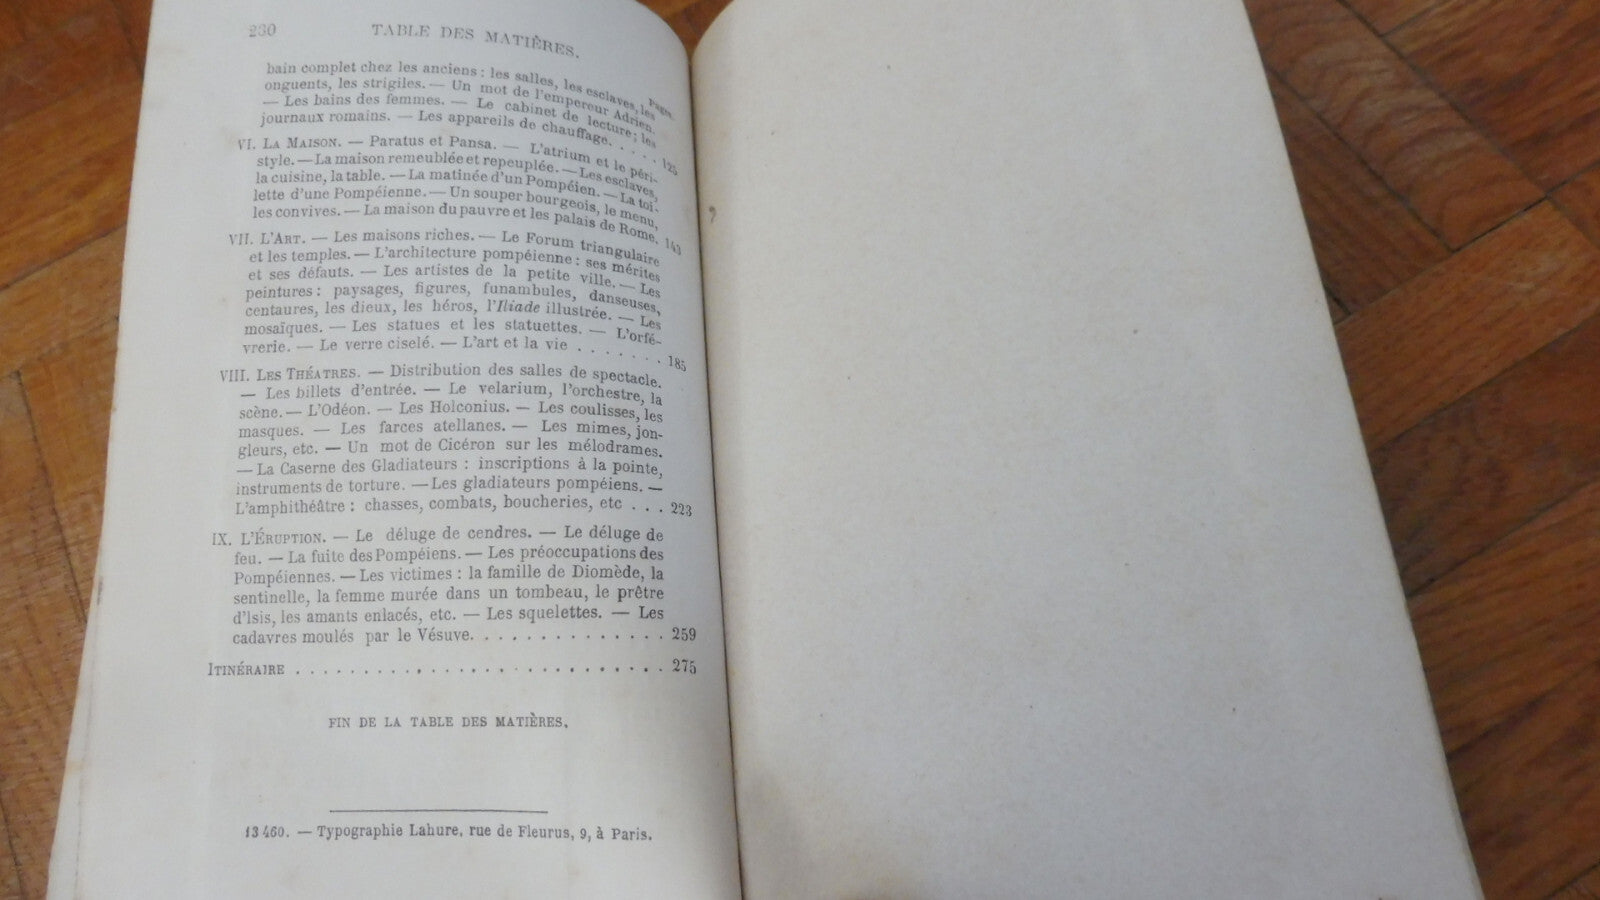 280 TABLE DES MATIÈRES.
Pages.
bain complet chez les anciens : les salles, les esclaves, les
onguents, les strigiles. — Un mot de l'empereur Adrien.
— Les bains des femmes. — Le cabinet de lecture; les
journaux romains. — Les appareils de chauffage. . . . . 125
VI. LA MAISON. — Paratus et Pansa. — L'atrium et le péri-
style. — La maison remeublée et repeuplée. — Les esclaves,
la cuisine, la table. — La matinée d'un Pompéien. — La toi-
lette d'une Pompéienne. — Un souper bourgeois, le menu,
les convives. — La maison du pauvre et les palais de Rome. 143
VII. L'ART. — Les maisons riches. — Le Forum triangulaire
et les temples. — L'architecture pompéienne : ses mérites
et ses défauts. — Les artistes de la petite ville. — Les
peintures : paysages, figures, funambules, danseuses,
centaures, les dieux, les héros, l'Iliade illustrée. — Les
mosaïques. — Les statues et les statuettes. — L'orfé-
vrerie. — Le verre ciselé. — L'art et la vie . . . . . . . 185
VIII. LES THÉATRES. — Distribution des salles de spectacle.
— Les billets d'entrée. — Le velarium, l'orchestre, la
scène. — L'Odéon. — Les Holconius. — Les coulisses, les
masques. — Les farces atellanes. — Les mimes, jon-
gleurs, etc. — Un mot de Cicéron sur les mélodrames.
— La Caserne des Gladiateurs : inscriptions à la pointe,
instruments de torture. — Les gladiateurs pompéiens. —
L'amphithéâtre : chasses, combats, boucheries, etc . . . 223
IX. L'ÉRUPTION. — Le déluge de cendres. — Le déluge de
feu. — La fuite des Pompéiens. — Les préoccupations des
Pompéiennes. — Les victimes : la famille de Diomède, la
sentinelle, la femme murée dans un tombeau, le prêtre
d'Isis, les amants enlacés, etc. — Les squelettes. — Les
cadavres moulés par le Vésuve. . . . . . . . . . . . . . 259
ITINÉRAIRE . . . . . . . . . . . . . . . . . . . . . 275
FIN DE LA TABLE DES MATIÈRES.
13 460. — Typographie Lahure, rue de Fleurus, 9, à Paris.